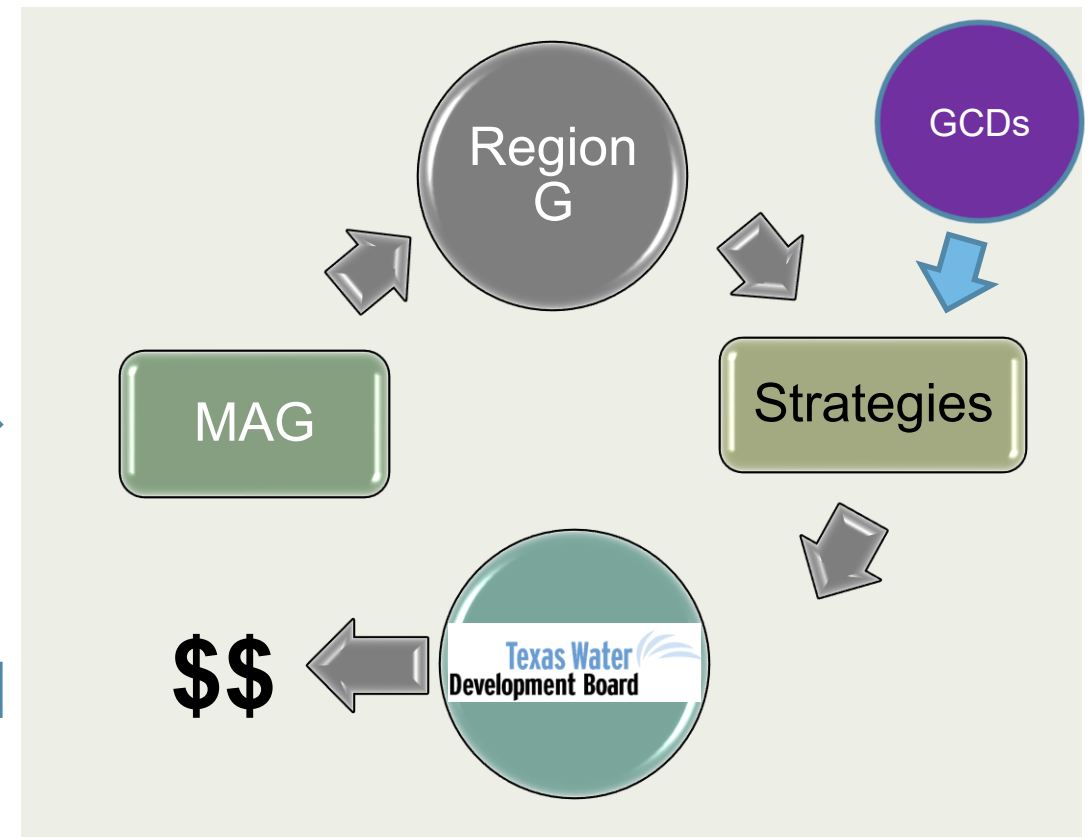 Region
G
GCDs
MAG
Strategies
Texas Water
Development Board
$$